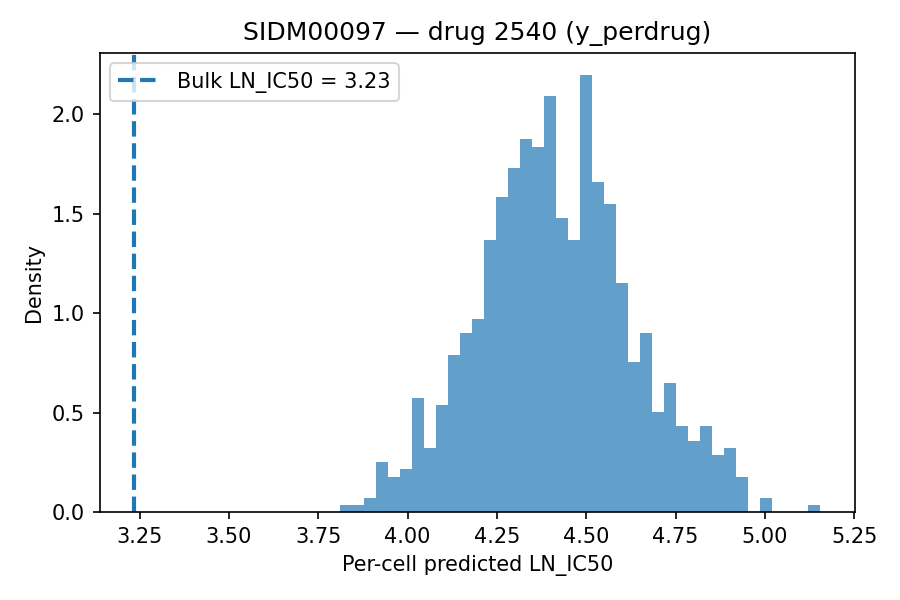 SIDM00097 — drug 2540 (y_perdrug)
Bulk LN_IC50 = 3.23
Density
2.0
1.5
1.0
0.5
0.0
3.25 3.50 3.75 4.00 4.25 4.50 4.75 5.00 5.25
Per-cell predicted LN_IC50